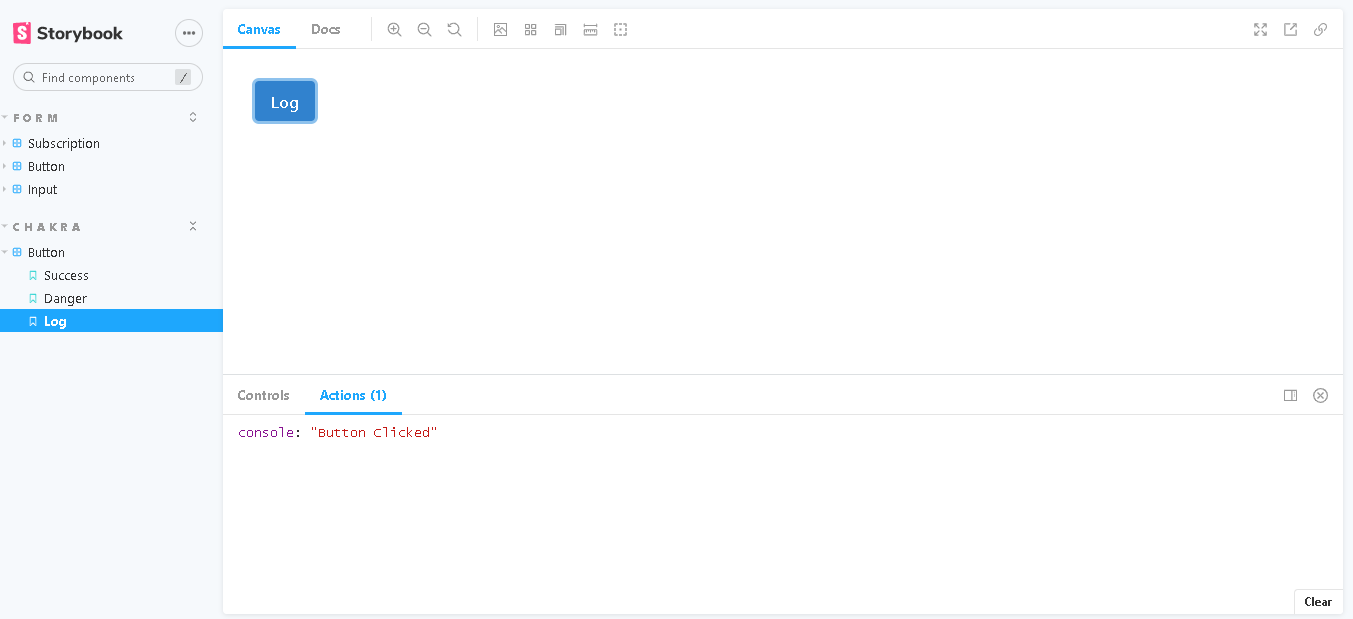 Storybook
Find components /
FORM
Subscription
Button
Input
CHAKRA
Button
Success
Danger
Log
Canvas Docs
Log
Controls Actions (1)
console: "Button Clicked"
Clear